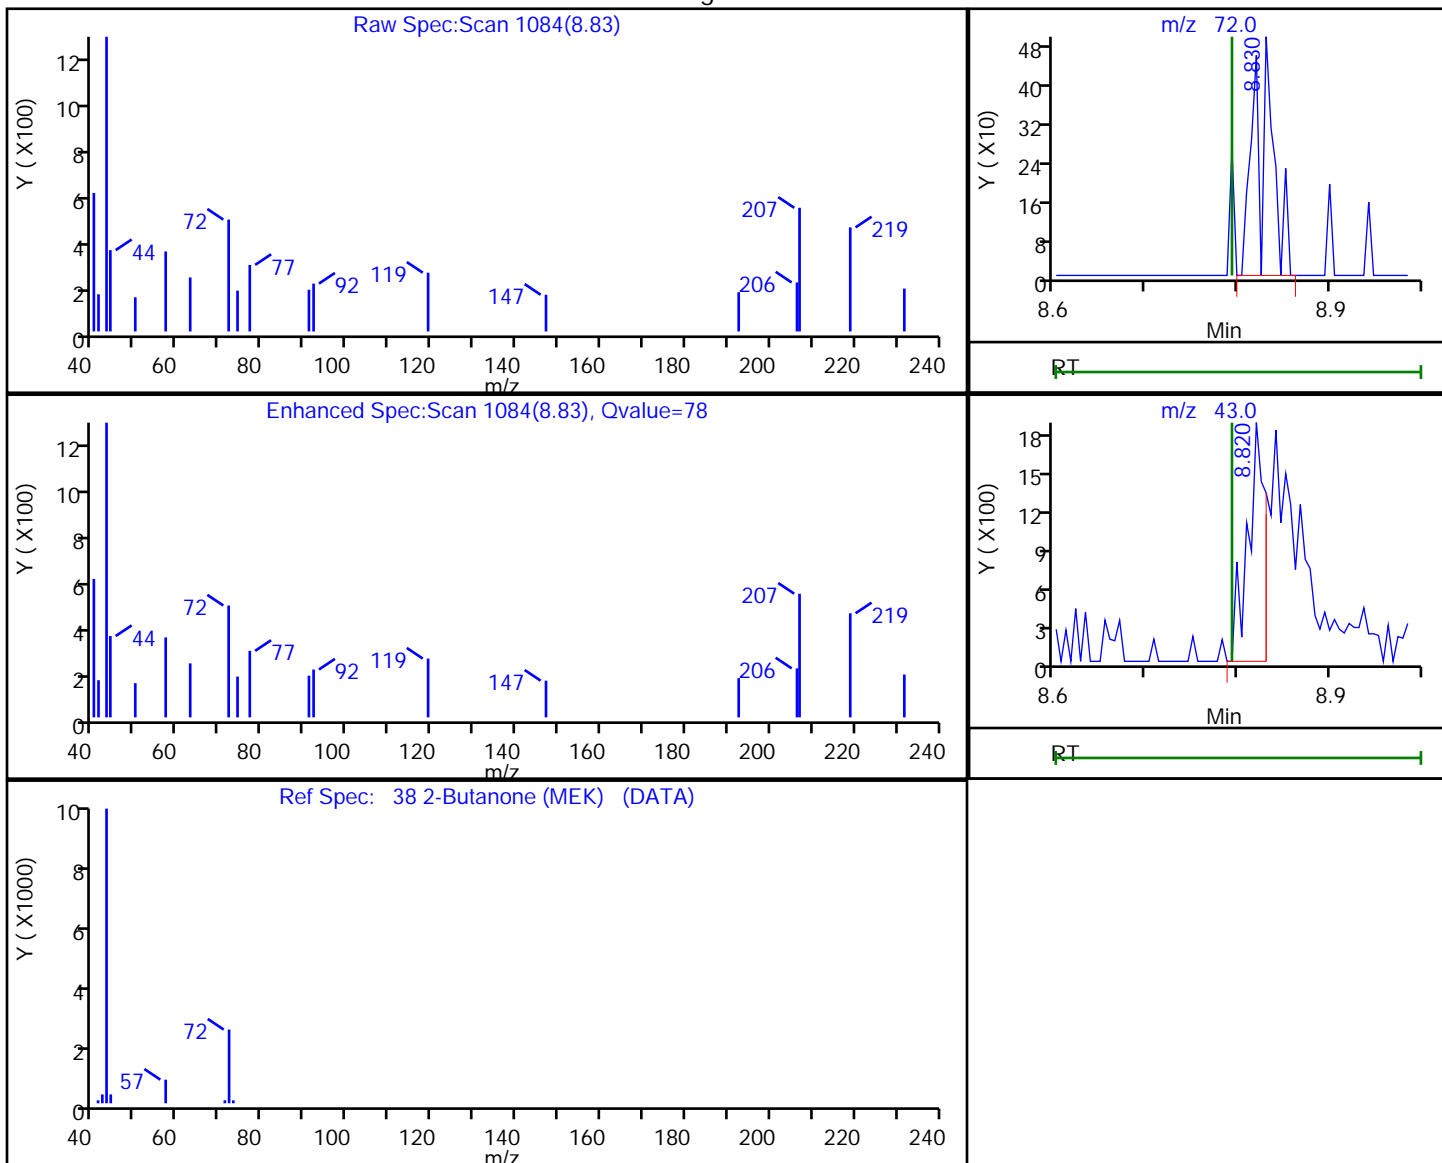 Raw Spec:Scan 1084(8.83)
Y ( X100)
12
10
8
6
4
2
0
44
72
77
92
119
147
206
207
219
40 60 80 100 120 140 160 180 200 220 240
m/z
m/z 72.0
Y ( X10)
48
40
32
24
16
8
0
8.830
8.6 8.9
Min
RT
Enhanced Spec:Scan 1084(8.83), Qvalue=78
Y ( X100)
12
10
8
6
4
2
0
44
72
77
92
119
147
206
207
219
40 60 80 100 120 140 160 180 200 220 240
m/z
m/z 43.0
Y ( X100)
18
15
12
9
6
3
0
8.820
8.6 8.9
Min
RT
Ref Spec: 38 2-Butanone (MEK) (DATA)
Y ( X1000)
10
8
6
4
2
0
57
72
40 60 80 100 120 140 160 180 200 220 240
m/z